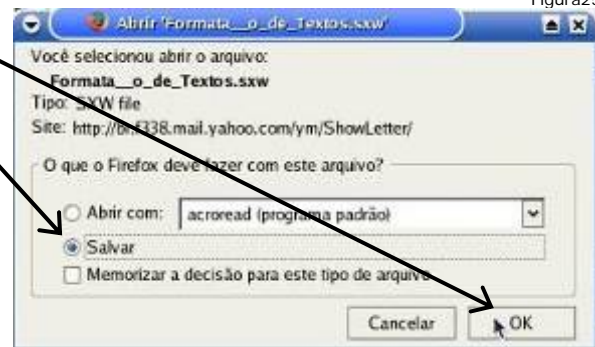 Abrir 'Formata__o_de_Textos.sxw'
Você selecionou abrir o arquivo:
Formata__o_de_Textos.sxw
Tipo: SXW file
Site: http://br.f338.mail.yahoo.com/ym/ShowLetter/
O que o Firefox deve fazer com este arquivo?
Abrir com: acroread (programa padrão)
Salvar
Memorizar a decisão para este tipo de arquivo
Cancelar OK